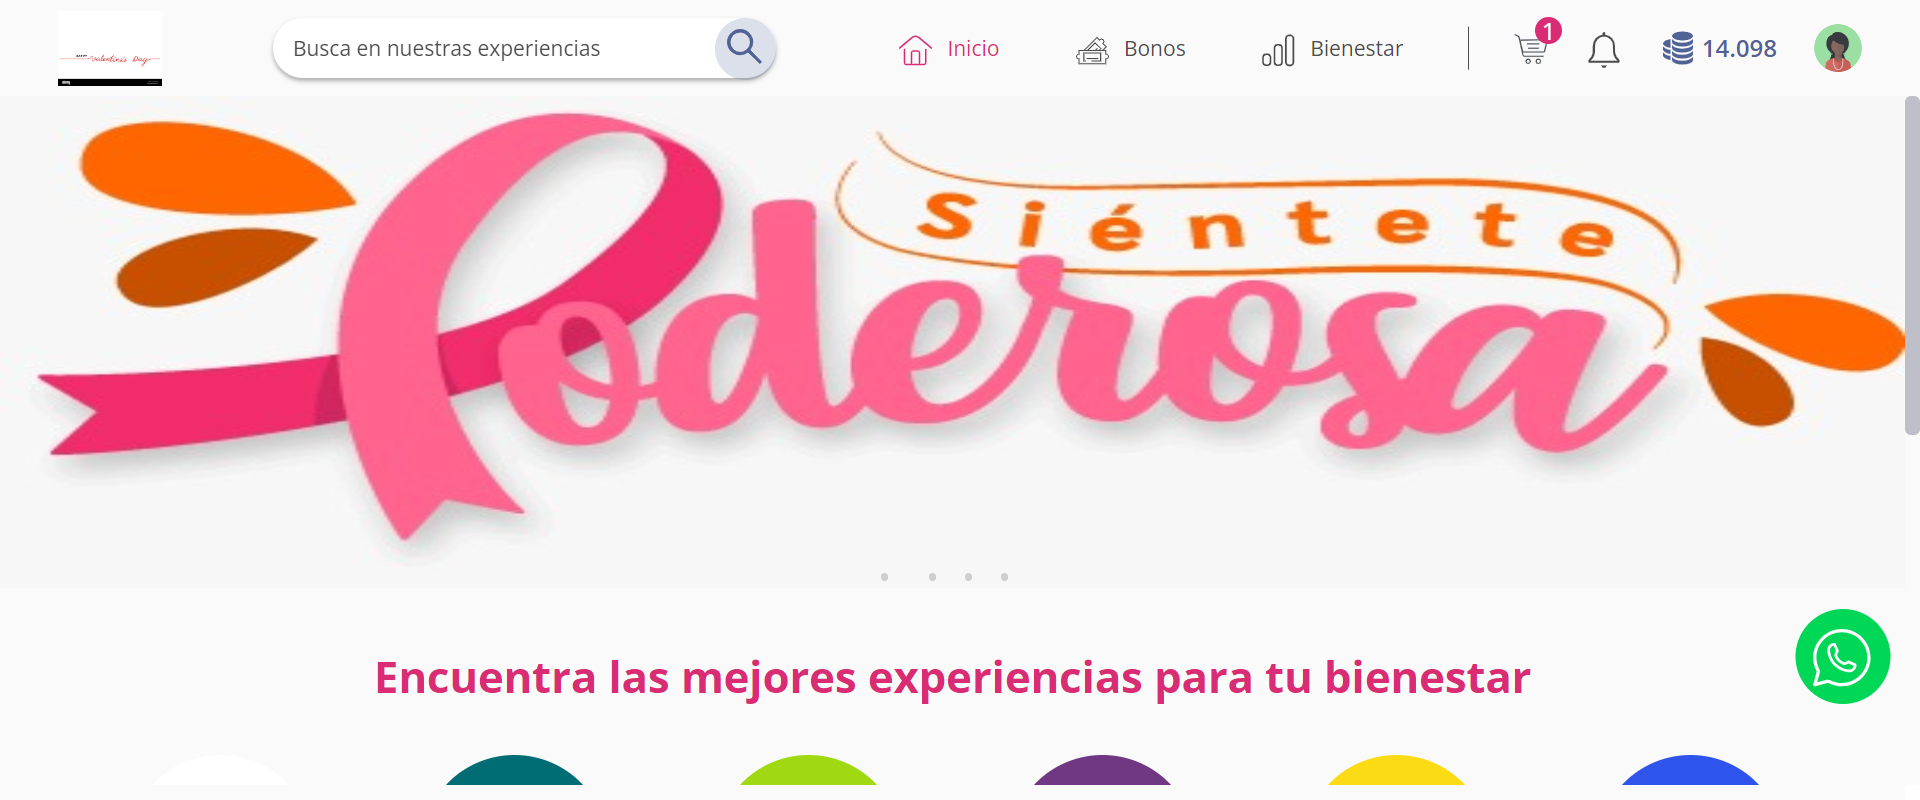 Valentines Day
Busca en nuestras experiencias
Inicio
Bonos
Bienestar
1
14.098
Siéntete
Poderosa
Encuentra las mejores experiencias para tu bienestar